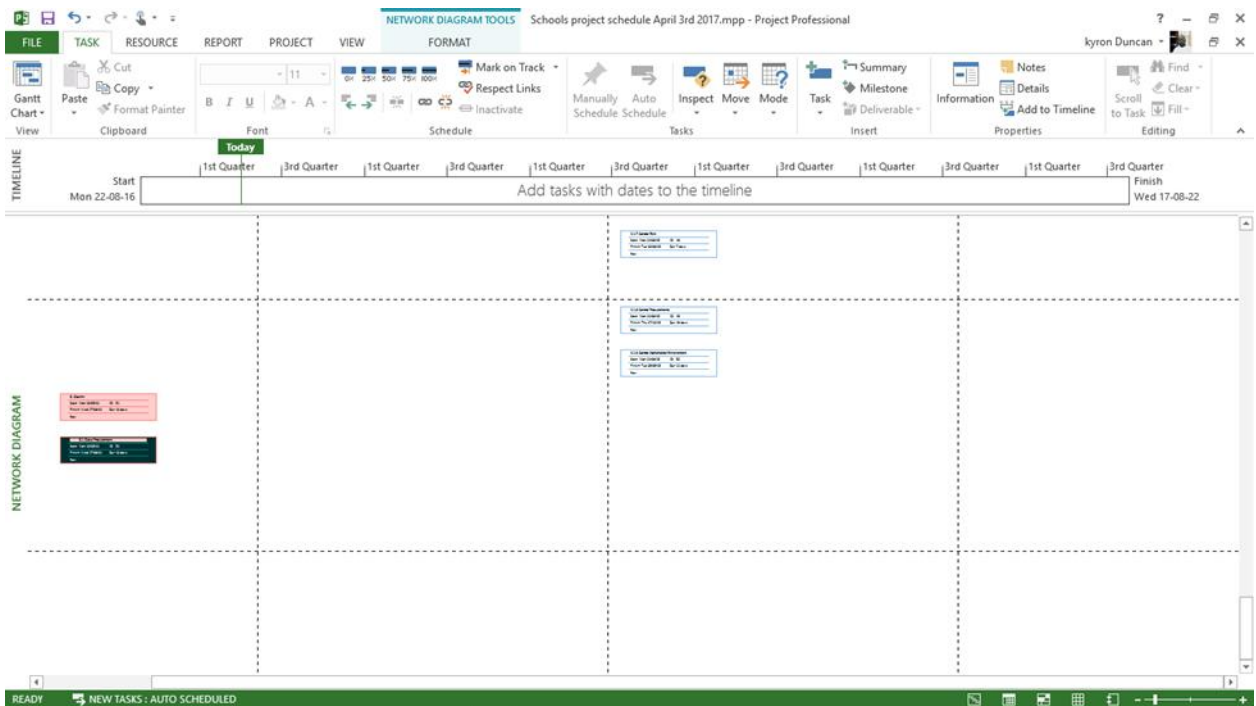 NETWORK DIAGRAM TOOLS Schools project schedule April 3rd 2017.mpp - Project Professional
FILE TASK RESOURCE REPORT PROJECT VIEW FORMAT kyron Duncan
Gantt Chart
View
Paste
Cut
Copy
Format Painter
Clipboard
11
B I U A
Font
0× 25× 50× 75× 100×
Mark on Track
Respect Links
Inactivate
Schedule
Manually Schedule
Auto Schedule
Inspect
Move
Mode
Tasks
Task
Summary
Milestone
Deliverable
Insert
Information
Notes
Details
Add to Timeline
Properties
Scroll to Task
Find
Clear
Fill
Editing
TIMELINE
Today
1st Quarter 3rd Quarter 1st Quarter 3rd Quarter 1st Quarter 3rd Quarter 1st Quarter 3rd Quarter 1st Quarter 3rd Quarter 1st Quarter 3rd Quarter
Start
Mon 22-08-16
Add tasks with dates to the timeline
Finish
Wed 17-08-22
NETWORK DIAGRAM
READY NEW TASKS : AUTO SCHEDULED